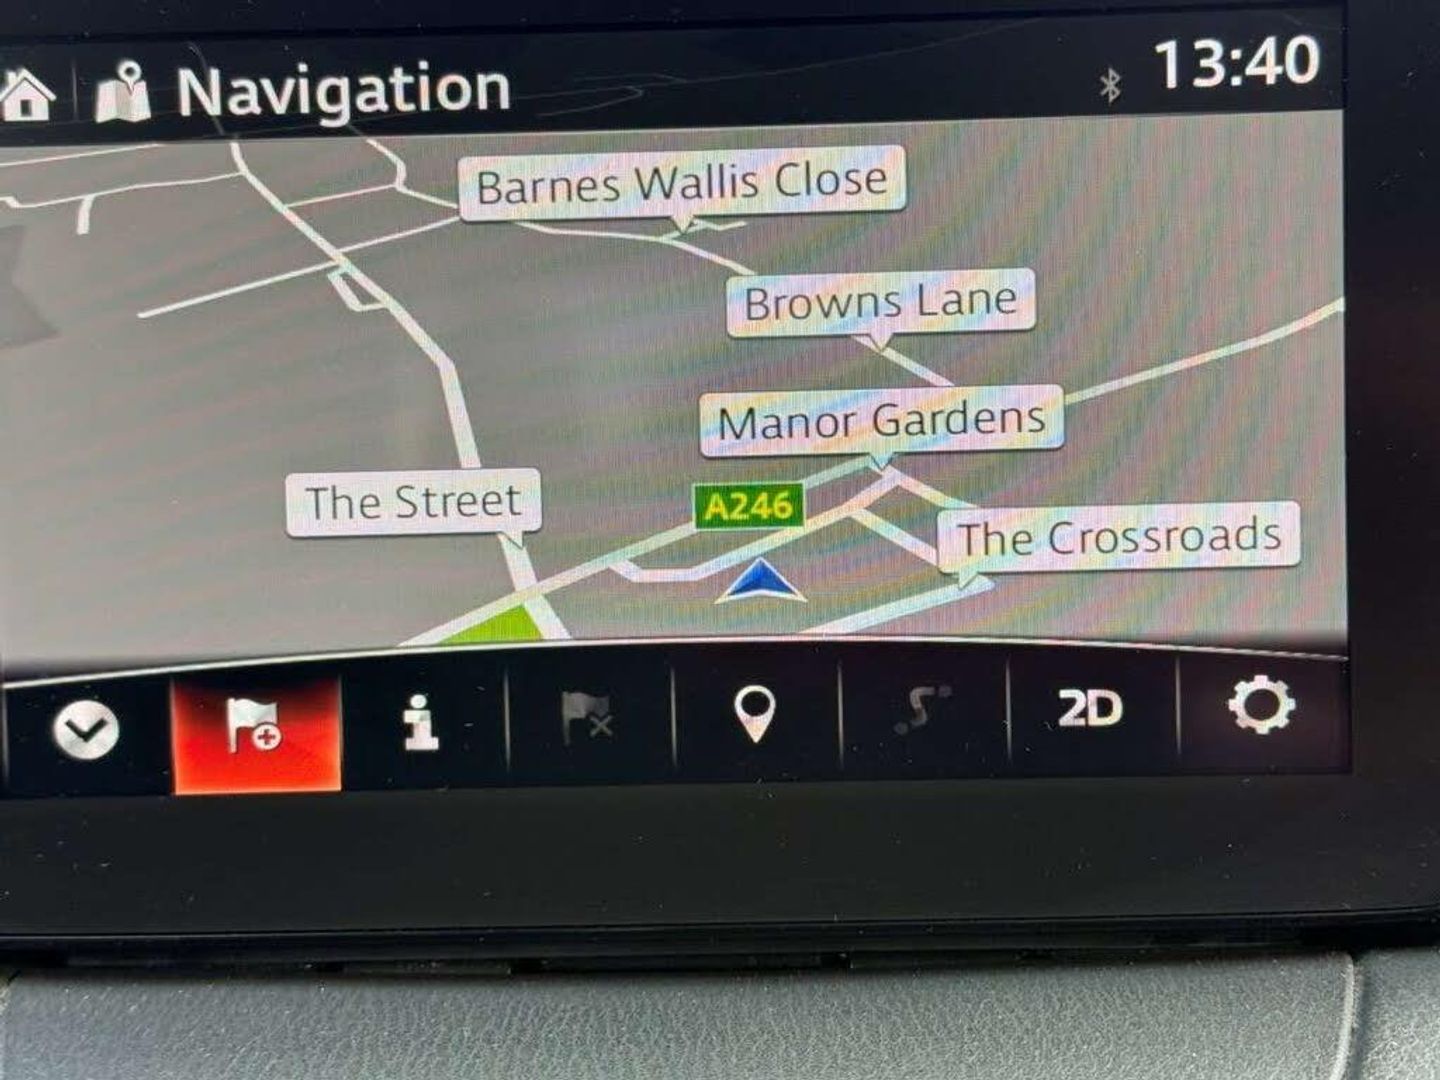 Navigation
13:40
Barnes Wallis Close
Browns Lane
Manor Gardens
The Street
A246
The Crossroads
2D